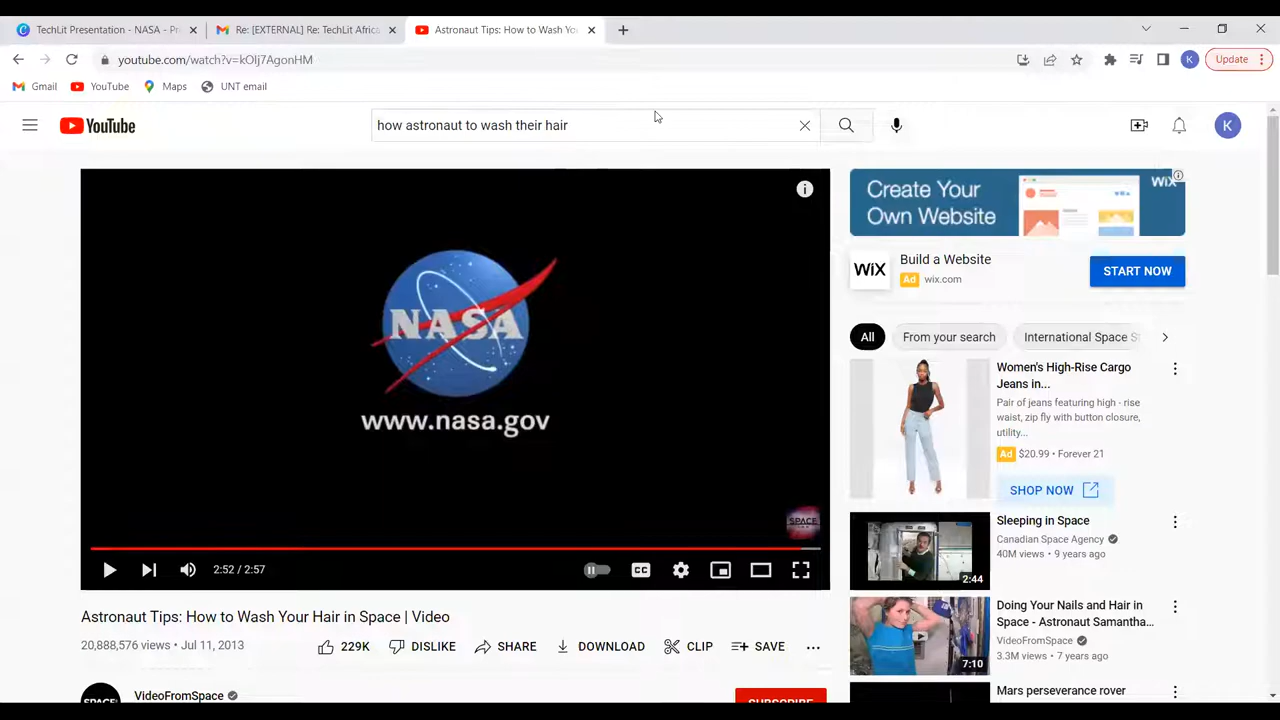 TechLit Presentation - NASA - Pr
Re: [EXTERNAL] Re: TechLit Africa
Astronaut Tips: How to Wash Yo
youtube.com/watch?v=kOlj7AgonHM
K
Update
Gmail
YouTube
Maps
UNT email
YouTube
how astronaut to wash their hair
K
NASA
www.nasa.gov
SPACE
2:52 / 2:57
CC
Astronaut Tips: How to Wash Your Hair in Space | Video
20,888,576 views • Jul 11, 2013
229K
DISLIKE
SHARE
DOWNLOAD
CLIP
SAVE
SPACE
VideoFromSpace
SUBSCRIBE
Create Your
Own Website
WiX
WiX
Build a Website
Ad wix.com
START NOW
All
From your search
International Space S
Women's High-Rise Cargo
Jeans in...
Pair of jeans featuring high - rise
waist, zip fly with button closure,
utility...
Ad $20.99 • Forever 21
SHOP NOW
Sleeping in Space
Canadian Space Agency
40M views • 9 years ago
2:44
Doing Your Nails and Hair in
Space - Astronaut Samantha...
VideoFromSpace
3.3M views • 7 years ago
7:10
Mars perseverance rover